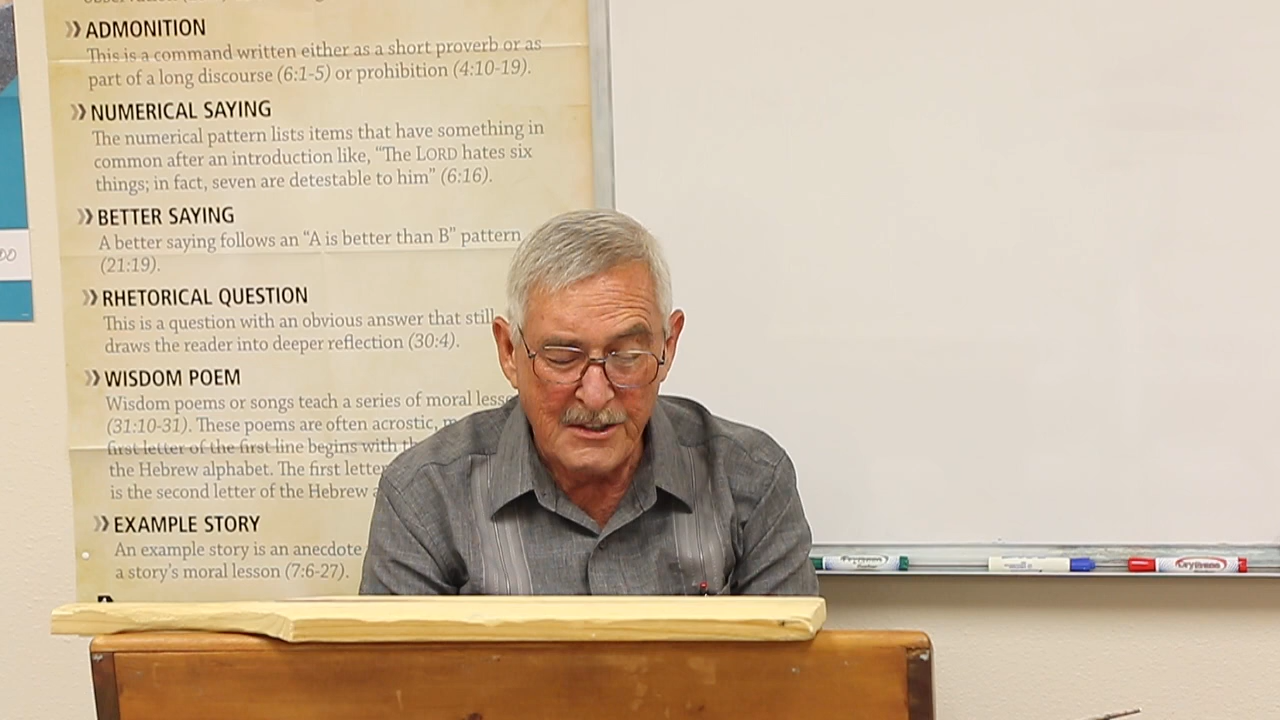 ADMONITION
This is a command written either as a short proverb or as
part of a long discourse (6:1-5) or prohibition (4:10-19).
NUMERICAL SAYING
The numerical pattern lists items that have something in
common after an introduction like, “The LORD hates six
things; in fact, seven are detestable to him” (6:16).
BETTER SAYING
A better saying follows an “A is better than B” pattern
(21:19).
RHETORICAL QUESTION
This is a question with an obvious answer that still
draws the reader into deeper reflection (30:4).
WISDOM POEM
Wisdom poems or songs teach a series of moral
(31:10-31). These poems are often acrostic,
first letter of the first line begins with
the Hebrew alphabet. The first letter
is the second letter of the Hebrew
EXAMPLE STORY
An example story is an anecdote
a story’s moral lesson (7:6-27).